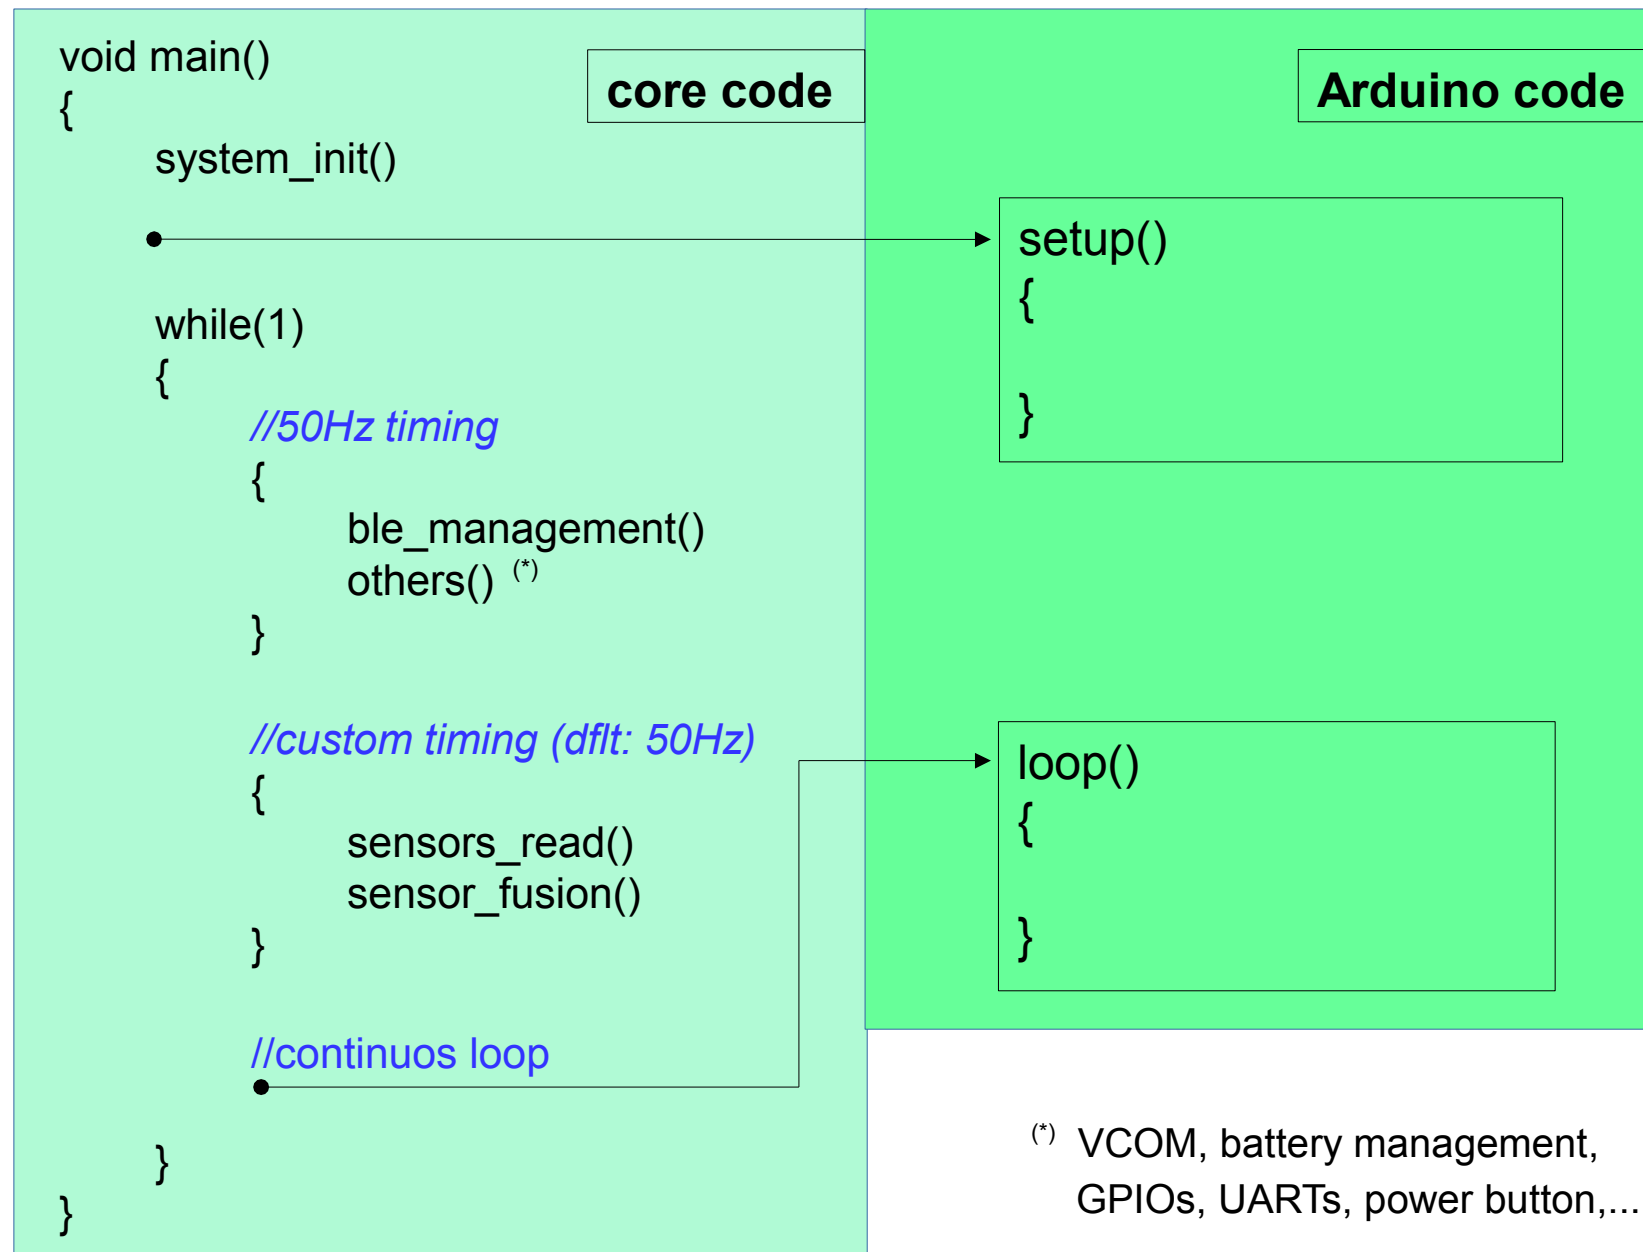 void main()
{
core code
system_init()
while(1)
{
//50Hz timing
{
ble_management()
others() (*)
}
//custom timing (dflt: 50Hz)
{
sensors_read()
sensor_fusion()
}
//continuos loop
}
}
Arduino code
setup()
{
}
loop()
{
}
(*) VCOM, battery management,
GPIOs, UARTs, power button,...